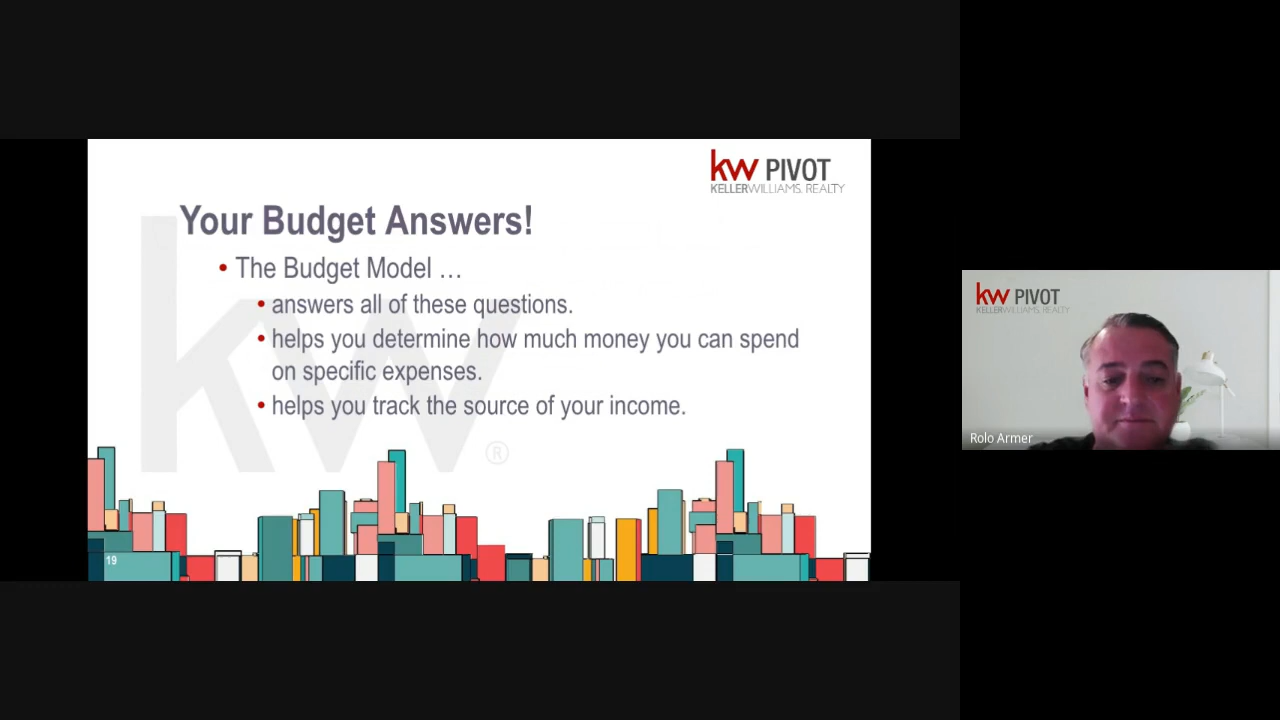 kw PIVOT
KELLERWILLIAMS. REALTY
Your Budget Answers!
• The Budget Model …
• answers all of these questions.
• helps you determine how much money you can spend
on specific expenses.
• helps you track the source of your income.
kw
®
19
kw PIVOT
KELLERWILLIAMS. REALTY
Rolo Armer